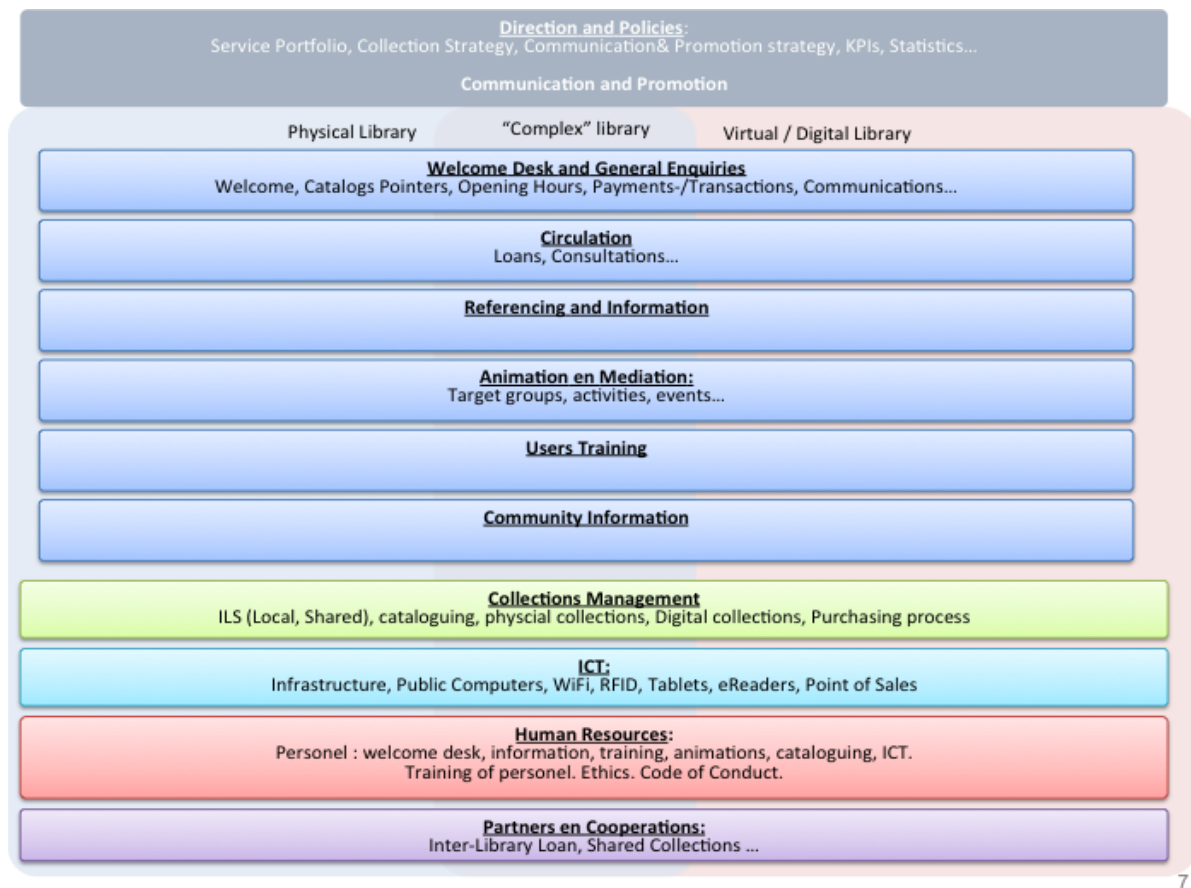 Direction and Policies:
Service Portfolio, Collection Strategy, Communication& Promotion strategy, KPIs, Statistics...
Communication and Promotion
Physical Library
"Complex" library
Virtual / Digital Library
Welcome Desk and General Enquiries
Welcome, Catalogs Pointers, Opening Hours, Payments-/Transactions, Communications...
Circulation
Loans, Consultations...
Referencing and Information
Animation en Mediation:
Target groups, activities, events...
Users Training
Community Information
Collections Management
ILS (Local, Shared), cataloguing, physcial collections, Digital collections, Purchasing process
ICT:
Infrastructure, Public Computers, WiFi, RFID, Tablets, eReaders, Point of Sales
Human Resources:
Personel : welcome desk, information, training, animations, cataloguing, ICT.
Training of personel. Ethics. Code of Conduct.
Partners en Cooperations:
Inter-Library Loan, Shared Collections ...
7